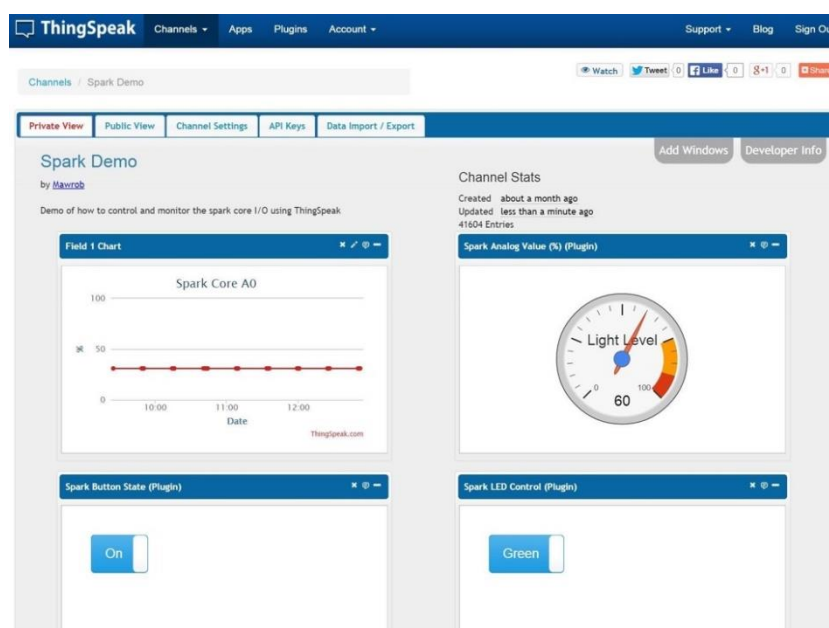 ThingSpeak Channels Apps Plugins Account Support Blog Sign Ou
Channels / Spark Demo
Watch Tweet 0 Like 0 +1 0 Share
Private View Public View Channel Settings API Keys Data Import / Export
Add Windows Developer Info
Spark Demo
by Mawrob
Demo of how to control and monitor the spark core I/O using ThingSpeak
Channel Stats
Created about a month ago
Updated less than a minute ago
41604 Entries
Field 1 Chart
Spark Core A0
100
%
50
0
10:00 11:00 12:00
Date
ThingSpeak.com
Spark Analog Value (%) (Plugin)
Light Level
0 100
60
Spark Button State (Plugin)
On
Spark LED Control (Plugin)
Green